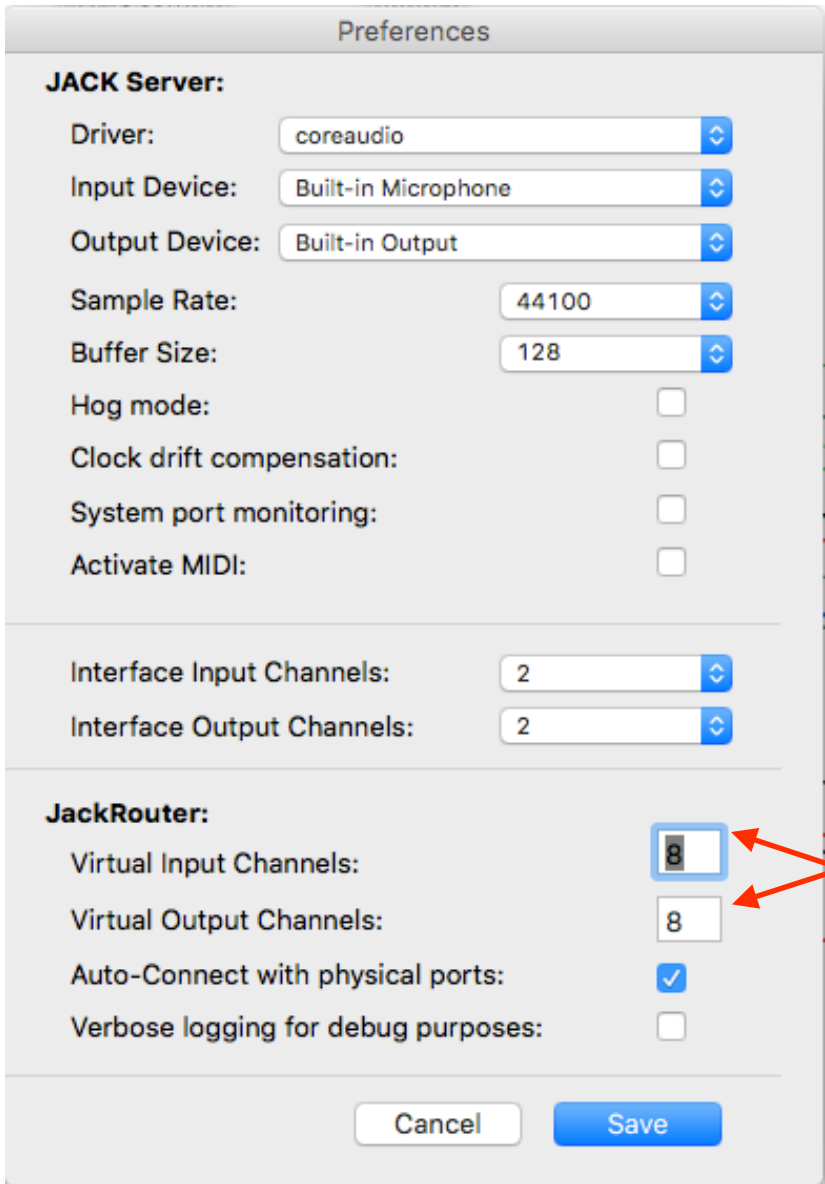 Preferences
JACK Server:
Driver: coreaudio
Input Device: Built-in Microphone
Output Device: Built-in Output
Sample Rate: 44100
Buffer Size: 128
Hog mode:
Clock drift compensation:
System port monitoring:
Activate MIDI:
Interface Input Channels: 2
Interface Output Channels: 2
JackRouter:
Virtual Input Channels: 8
Virtual Output Channels: 8
Auto-Connect with physical ports:
Verbose logging for debug purposes:
Cancel Save